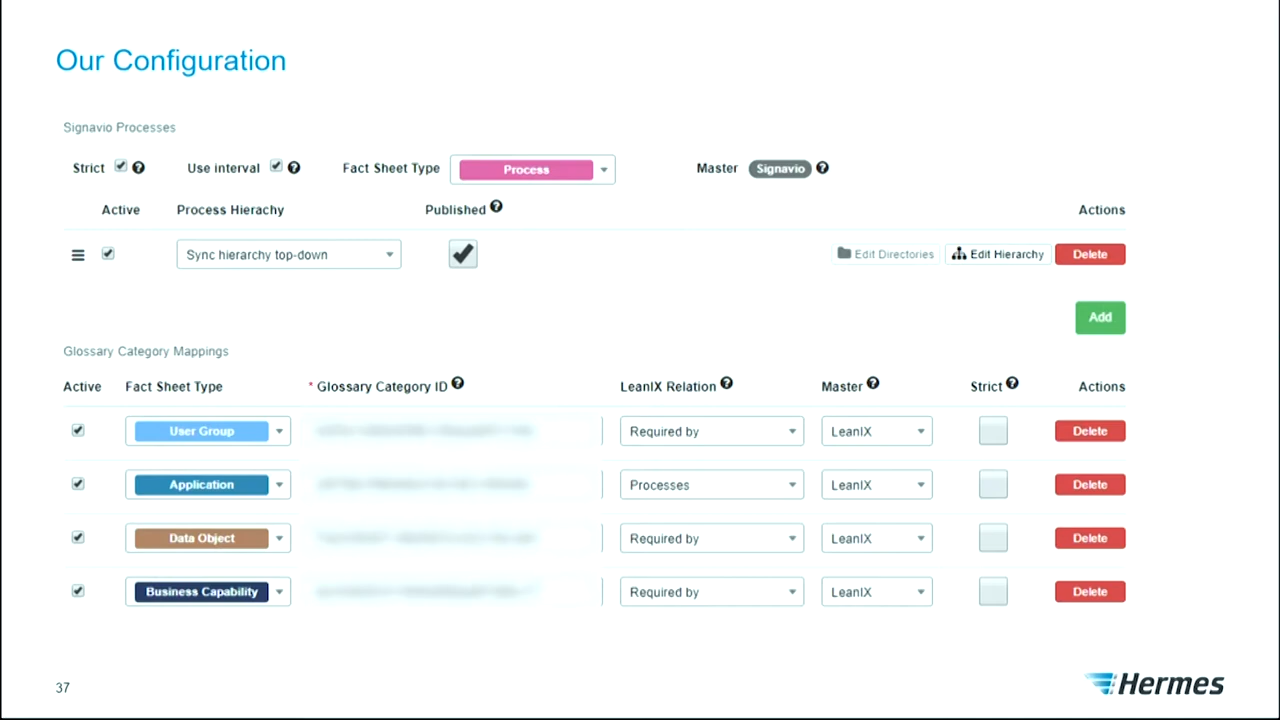 Our Configuration
Signavio Processes
Strict Use interval Fact Sheet Type Process Master Signavio
Active Process Hierachy Published Actions
Sync hierarchy top-down Edit Directories Edit Hierarchy Delete
Add
Glossary Category Mappings
Active Fact Sheet Type * Glossary Category ID LeanIX Relation Master Strict Actions
User Group Required by LeanIX Delete
Application Processes LeanIX Delete
Data Object Required by LeanIX Delete
Business Capability Required by LeanIX Delete
37
Hermes